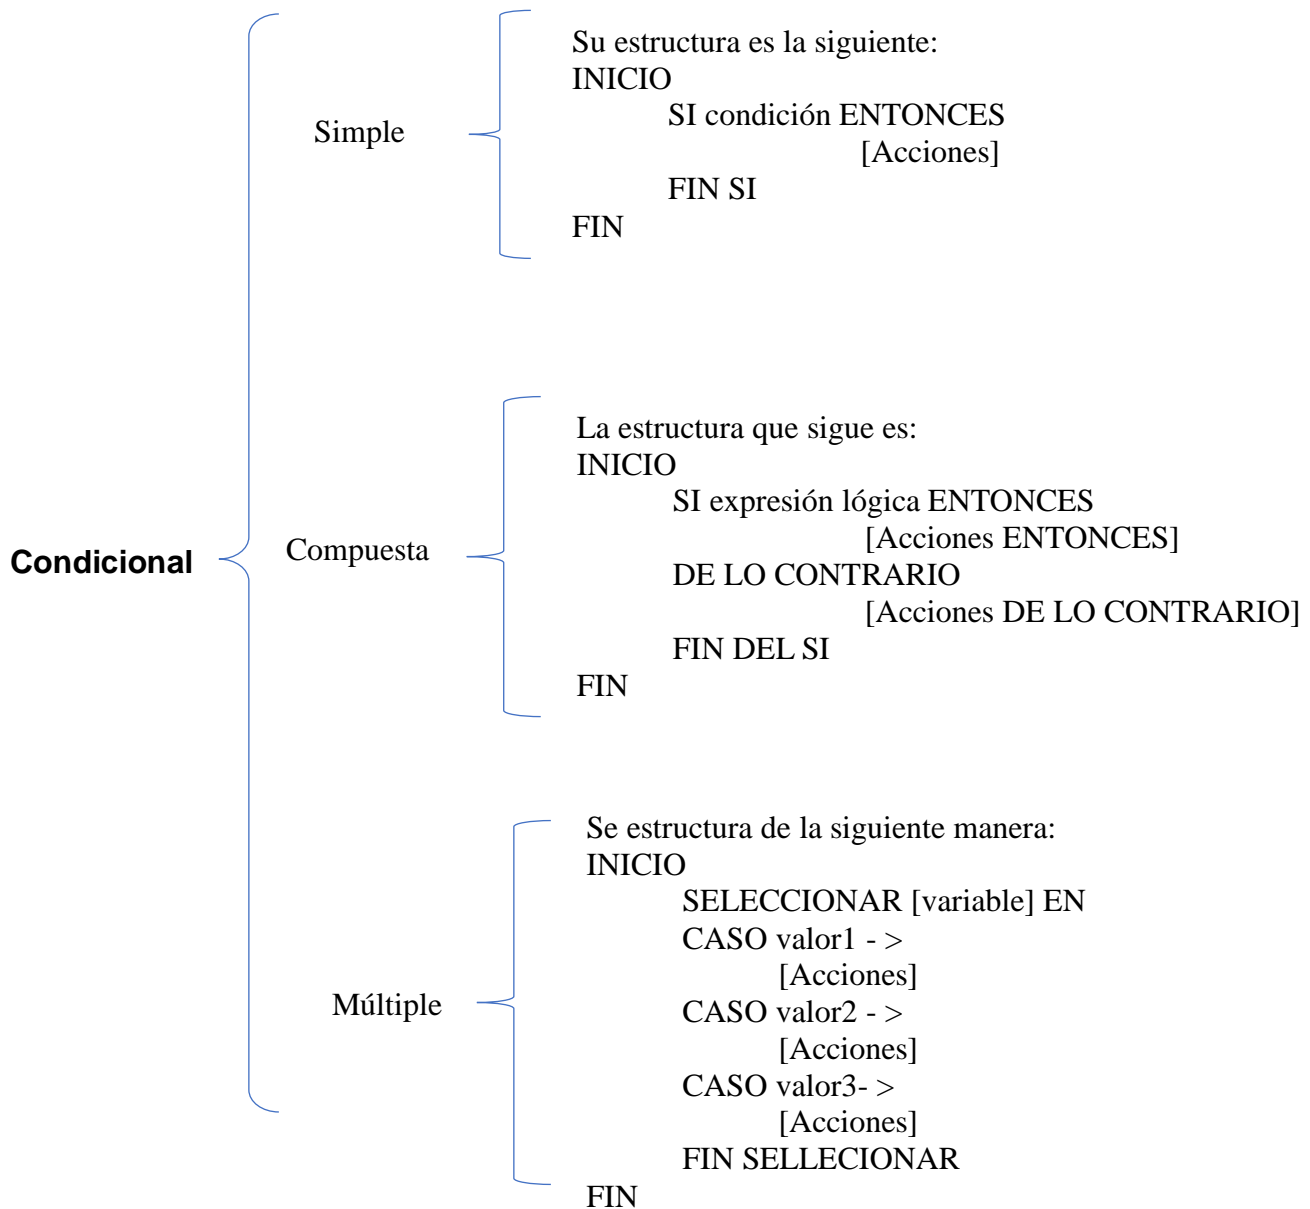 Condicional
Simple
Su estructura es la siguiente:
INICIO
SI condición ENTONCES
[Acciones]
FIN SI
FIN
Compuesta
La estructura que sigue es:
INICIO
SI expresión lógica ENTONCES
[Acciones ENTONCES]
DE LO CONTRARIO
[Acciones DE LO CONTRARIO]
FIN DEL SI
FIN
Múltiple
Se estructura de la siguiente manera:
INICIO
SELECCIONAR [variable] EN
CASO valor1 - >
[Acciones]
CASO valor2 - >
[Acciones]
CASO valor3- >
[Acciones]
FIN SELLECIONAR
FIN